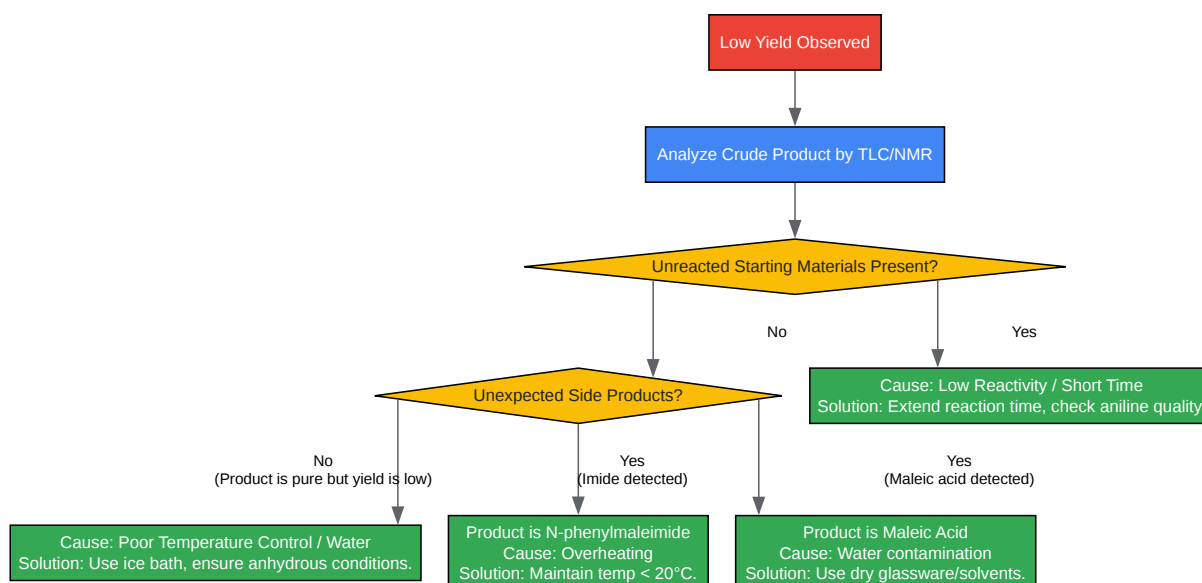 Low Yield Observed
Analyze Crude Product by TLC/NMR
Unreacted Starting Materials Present?
No
Yes
Unexpected Side Products?
Cause: Low Reactivity / Short Time
Solution: Extend reaction time, check aniline quality
No
(Product is pure but yield is low)
Yes
(Imide detected)
Yes
(Maleic acid detected)
Cause: Poor Temperature Control / Water
Solution: Use ice bath, ensure anhydrous conditions.
Product is N-phenylmaleimide
Cause: Overheating
Solution: Maintain temp < 20°C.
Product is Maleic Acid
Cause: Water contamination
Solution: Use dry glassware/solvents.